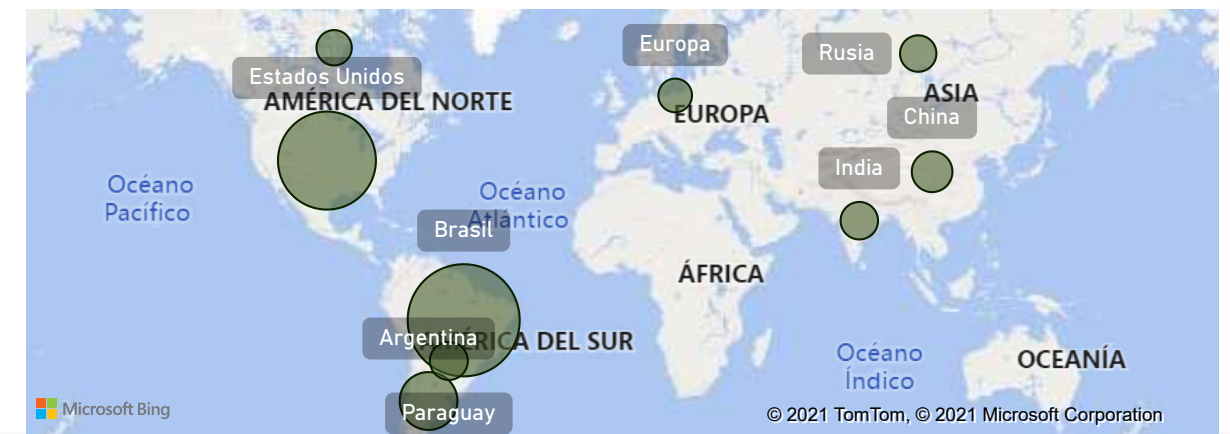 Europa
Rusia
Estados Unidos
AMÉRICA DEL NORTE
ASIA
EUROPA
China
India
Océano
Pacífico
Océano
Atlántico
Brasil
ÁFRICA
Argentina
AMÉRICA DEL SUR
Océano
Índico
OCEANÍA
Paraguay
Microsoft Bing
© 2021 TomTom, © 2021 Microsoft Corporation